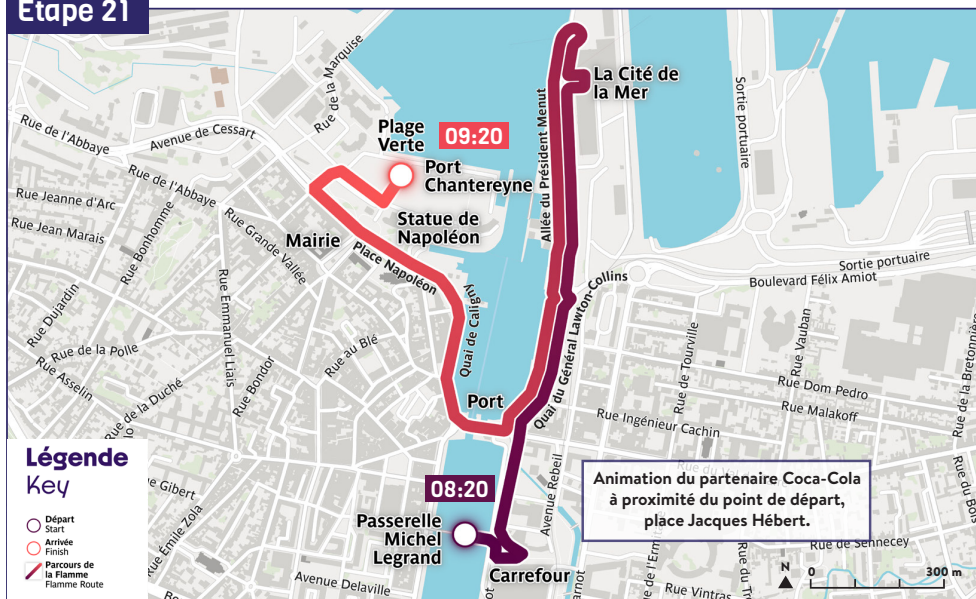 Etape 21
La Cité de
la Mer
Plage
Verte
09:20
Port
Chantereyne
Statue de
Napoléon
Mairie
Place Napoléon
Quai de Caligny
Allée du Président Menut
Quai du Général Lawton-Collins
Sortie portuaire
Sortie portuaire
Boulevard Félix Amiot
Rue de la Marquise
Avenue de Cessart
Rue de l'Abbaye
Rue de l'Abbaye
Rue Jeanne d'Arc
Rue Jean Marais
Rue Bonhomme
Rue Grande Vallée
Rue Emmanuel Liais
Rue Dujardin
Rue de la Polle
Rue Asselin
Rue de la Duché
Rue Bondor
Rue au Blé
Port
Rue de Tourville
Rue Vauban
Rue de la Bretonnière
Rue Dom Pedro
Rue Malakoff
Rue Ingénieur Cachin
Rue du
Avenue Rebeil
08:20
Passerelle
Michel
Legrand
Carrefour
Animation du partenaire Coca-Cola
à proximité du point de départ,
place Jacques Hébert.
Rue de Sennecey
Rue Vintras
Avenue Delaville
Rue Émile Zola
Gibert
Légende
Key
Départ
Start
Arrivée
Finish
Parcours de
la Flamme
Flamme Route
N
0
300 m